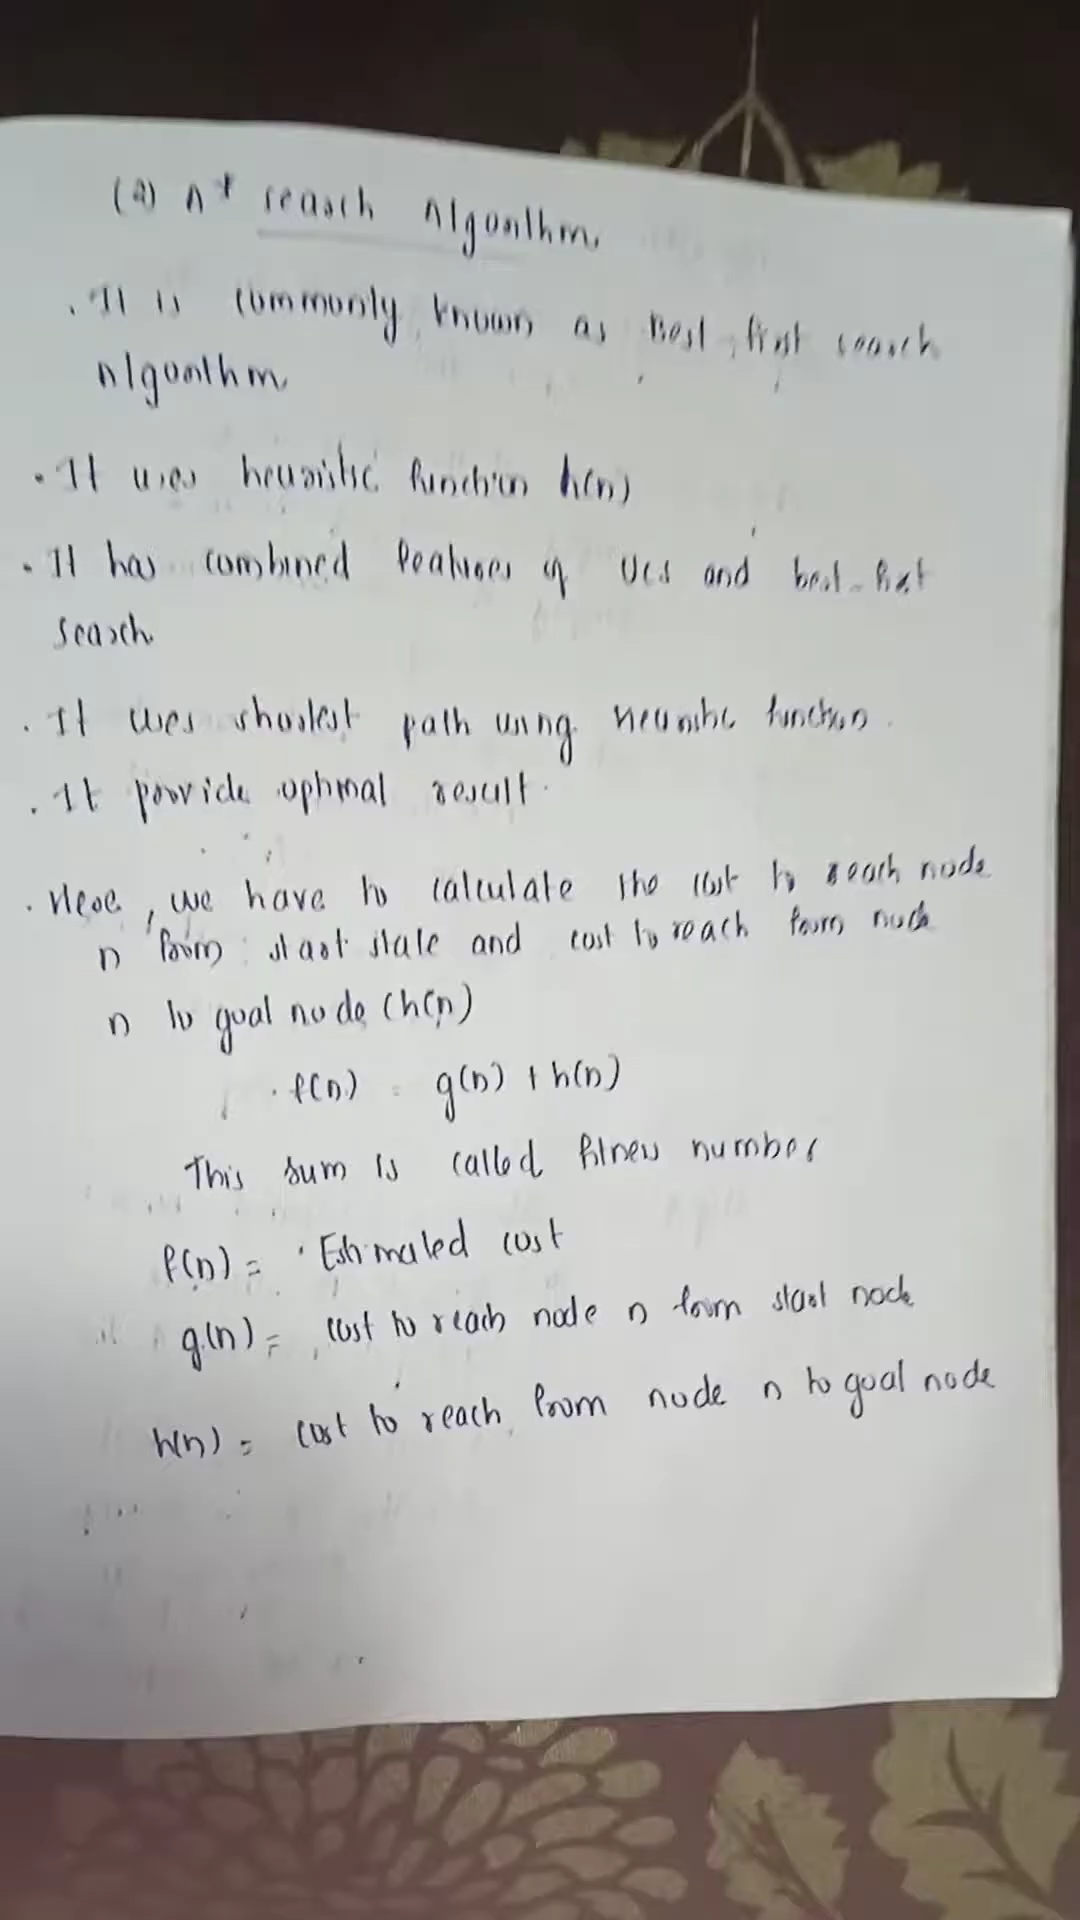 (2) A* search Algorithm
. It is commonly known as Best first search
Algorithm
. It uses heuristic function h(n)
. It has combined features of UCS and best-first
search
. It uses shortest path using heuristic function.
. It provide optimal result.
. Here, we have to calculate the cost to reach node
n from start state and cost to reach from node
n to goal node (h(n)
f(n) = g(n) + h(n)
This sum is called fitness number
f(n) = Estimated cost
g(n) = cost to reach node n from start node
h(n) = cost to reach from node n to goal node